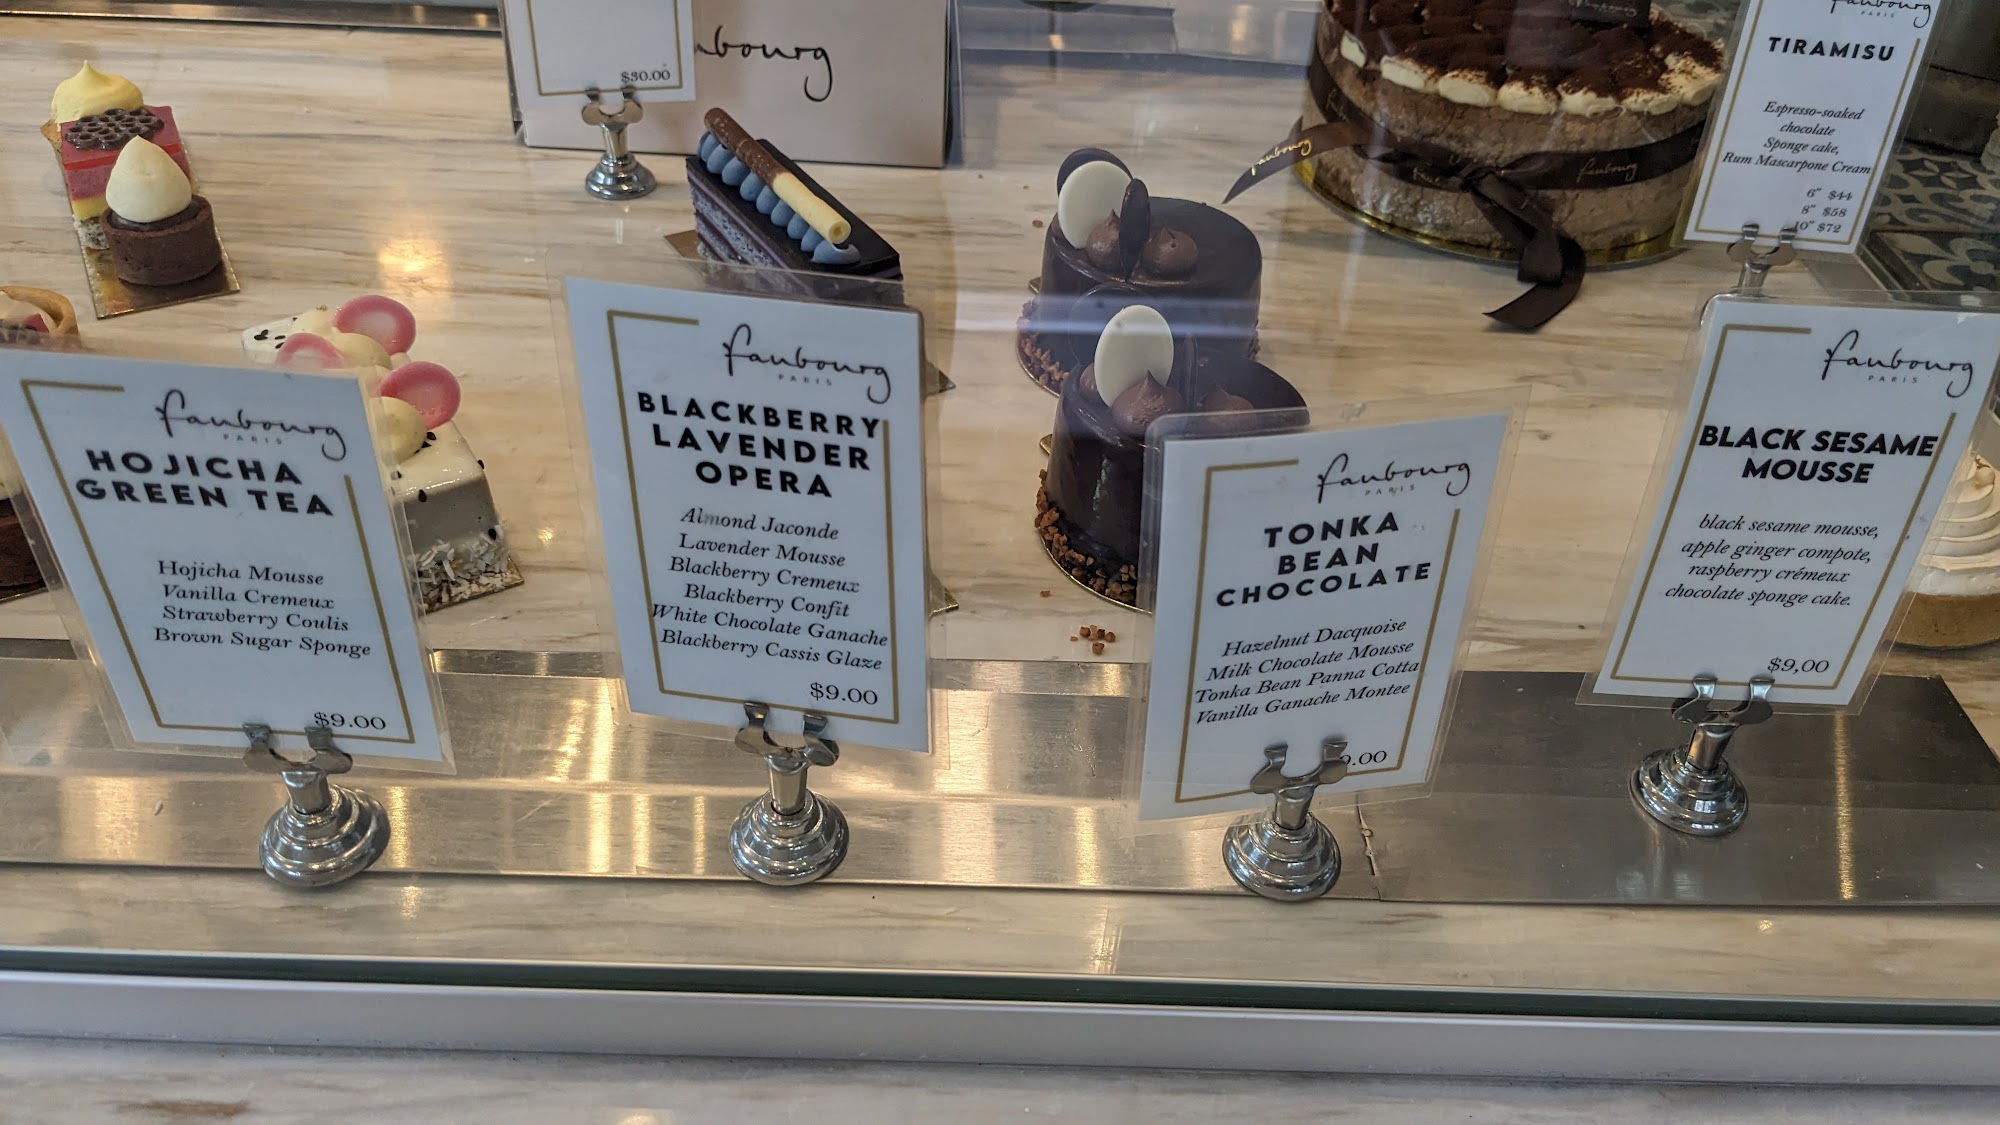 $30.00
faubourg
PARIS
TIRAMISU
Espresso-soaked
chocolate
Sponge cake,
Rum Mascarpone Cream
6" $44
8" $58
10" $72
faubourg
faubourg
faubourg
PARIS
HOJICHA
GREEN TEA
Hojicha Mousse
Vanilla Cremeux
Strawberry Coulis
Brown Sugar Sponge
$9.00
faubourg
PARIS
BLACKBERRY
LAVENDER
OPERA
Almond Jaconde
Lavender Mousse
Blackberry Cremeux
Blackberry Confit
White Chocolate Ganache
Blackberry Cassis Glaze
$9.00
faubourg
PARIS
TONKA
BEAN
CHOCOLATE
Hazelnut Dacquoise
Milk Chocolate Mousse
Tonka Bean Panna Cotta
Vanilla Ganache Montee
faubourg
PARIS
BLACK SESAME
MOUSSE
black sesame mousse,
apple ginger compote,
raspberry crémeux
chocolate sponge cake.
$9,00